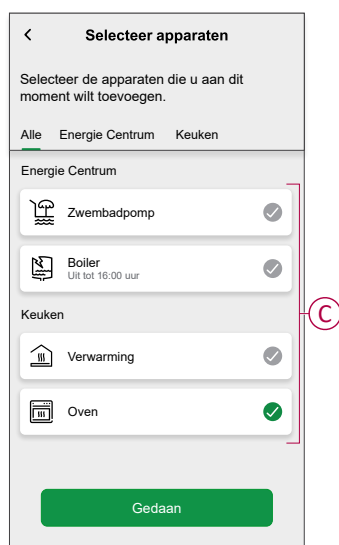 Selecteer apparaten
Selecteer de apparaten die u aan dit
moment wilt toevoegen.
Alle Energie Centrum Keuken
Energie Centrum
Zwembadpomp
Boiler
Uit tot 16:00 uur
C
Keuken
Verwarming
Oven
Gedaan